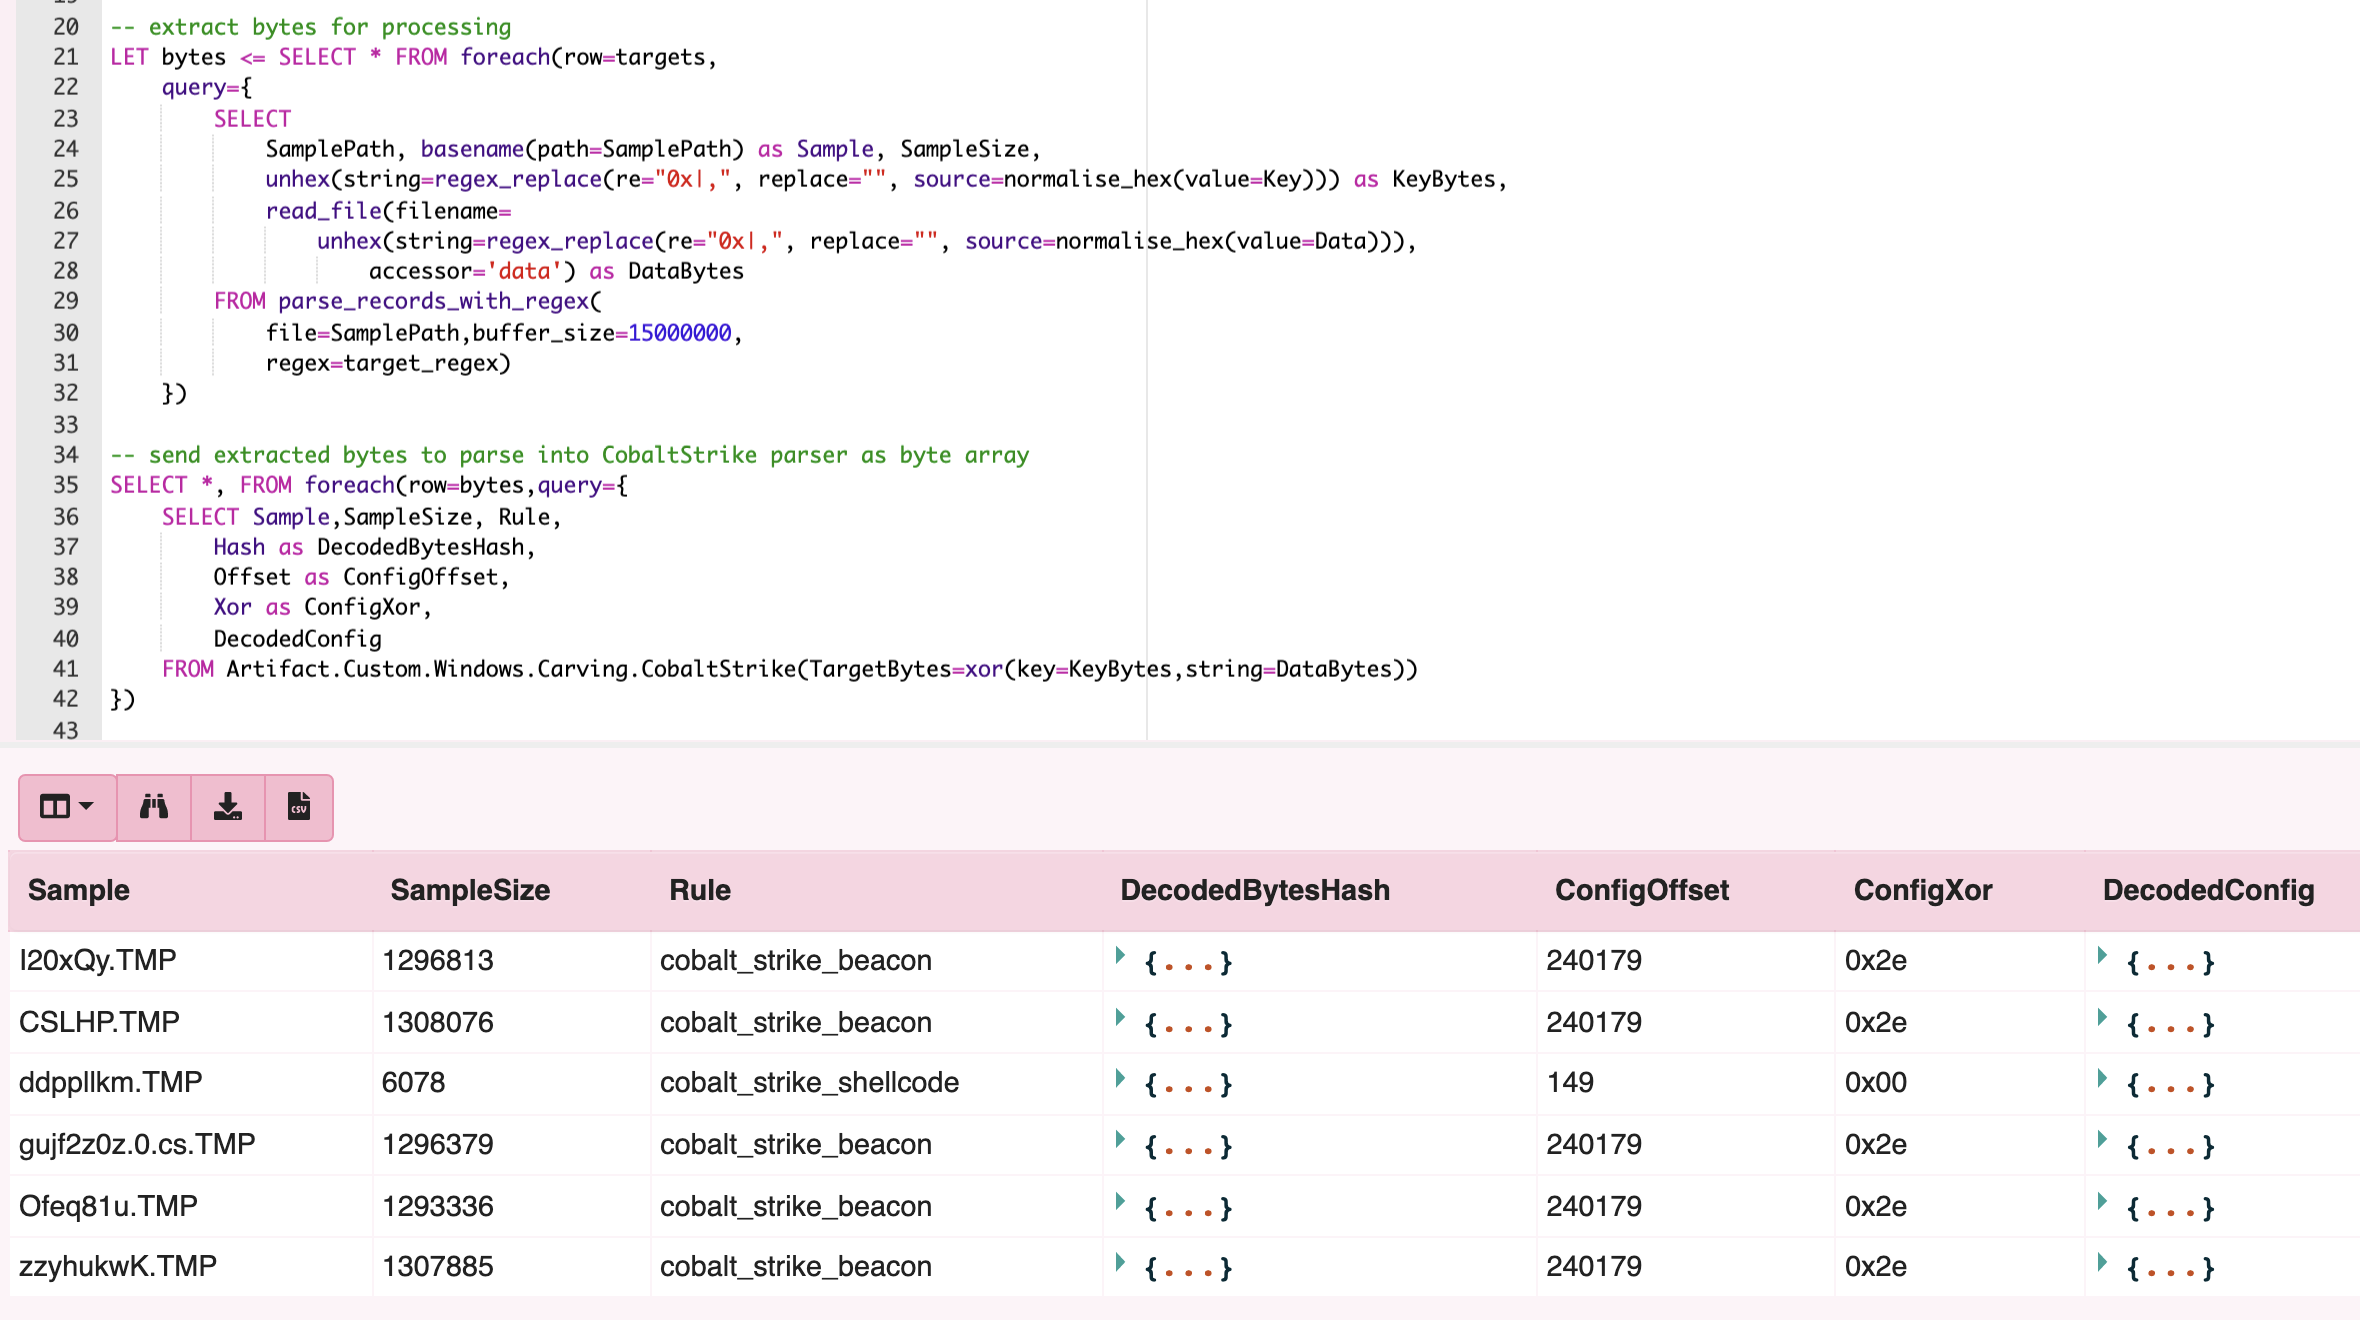 20 -- extract bytes for processing
21 LET bytes <= SELECT * FROM foreach(row=targets,
22 query={
23 SELECT
24 SamplePath, basename(path=SamplePath) as Sample, SampleSize,
25 unhex(string=regex_replace(re="0x|,", replace="", source=normalise_hex(value=Key))) as KeyBytes,
26 read_file(filename=
27 unhex(string=regex_replace(re="0x|,", replace="", source=normalise_hex(value=Data))),
28 accessor='data') as DataBytes
29 FROM parse_records_with_regex(
30 file=SamplePath,buffer_size=15000000,
31 regex=target_regex)
32 })
33
34 -- send extracted bytes to parse into CobaltStrike parser as byte array
35 SELECT *, FROM foreach(row=bytes,query={
36 SELECT Sample,SampleSize, Rule,
37 Hash as DecodedBytesHash,
38 Offset as ConfigOffset,
39 Xor as ConfigXor,
40 DecodedConfig
41 FROM Artifact.Custom.Windows.Carving.CobaltStrike(TargetBytes=xor(key=KeyBytes,string=DataBytes))
42 })
43
CSV
Sample SampleSize Rule DecodedBytesHash ConfigOffset ConfigXor DecodedConfig
I20xQy.TMP 1296813 cobalt_strike_beacon {...} 240179 0x2e {...}
CSLHP.TMP 1308076 cobalt_strike_beacon {...} 240179 0x2e {...}
ddppllkm.TMP 6078 cobalt_strike_shellcode {...} 149 0x00 {...}
gujf2z0z.0.cs.TMP 1296379 cobalt_strike_beacon {...} 240179 0x2e {...}
Ofeq81u.TMP 1293336 cobalt_strike_beacon {...} 240179 0x2e {...}
zzyhukwK.TMP 1307885 cobalt_strike_beacon {...} 240179 0x2e {...}